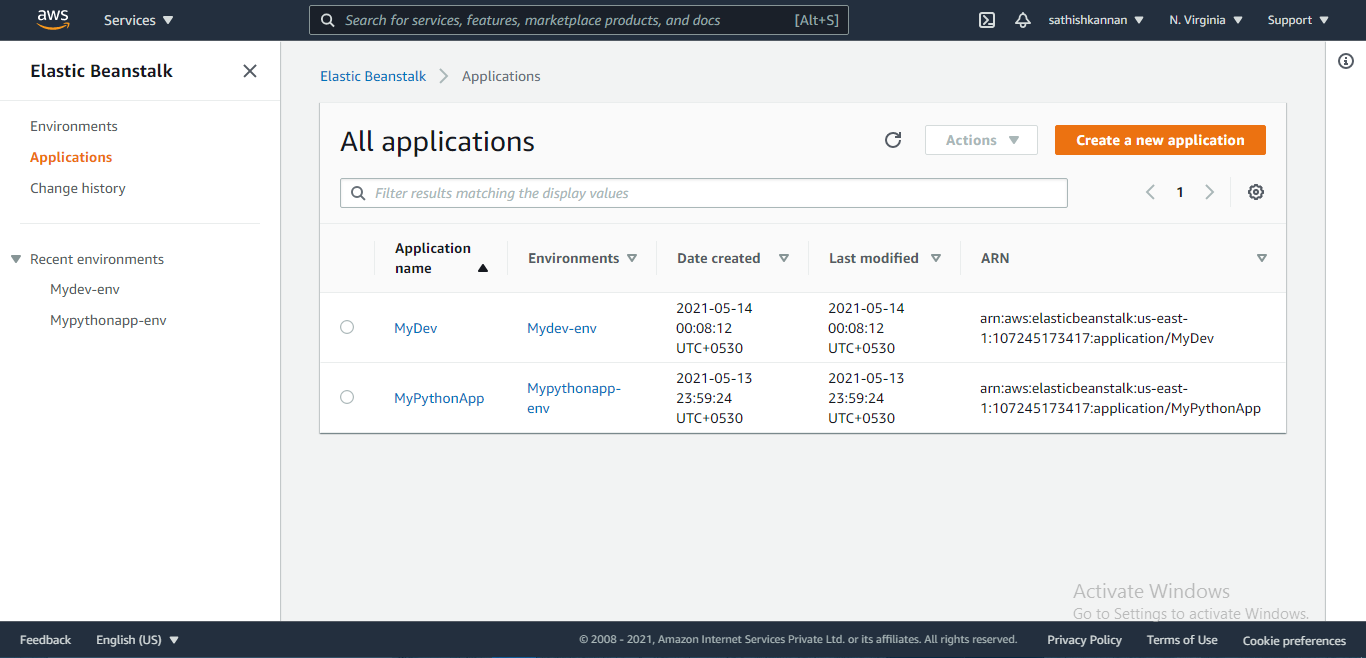 aws Services Search for services, features, marketplace products, and docs [Alt+S] sathishkannan N. Virginia Support
Elastic Beanstalk
Environments
Applications
Change history
Recent environments
Mydev-env
Mypythonapp-env
Elastic Beanstalk Applications
All applications Actions Create a new application
Filter results matching the display values 1
Application
name Environments Date created Last modified ARN
MyDev Mydev-env
2021-05-14
00:08:12
UTC+0530
2021-05-14
00:08:12
UTC+0530
arn:aws:elasticbeanstalk:us-east-
1:107245173417:application/MyDev
MyPythonApp
Mypythonapp-
env
2021-05-13
23:59:24
UTC+0530
2021-05-13
23:59:24
UTC+0530
arn:aws:elasticbeanstalk:us-east-
1:107245173417:application/MyPythonApp
Activate Windows
Go to Settings to activate Windows.
Feedback English (US) © 2008 - 2021, Amazon Internet Services Private Ltd. or its affiliates. All rights reserved. Privacy Policy Terms of Use Cookie preferences